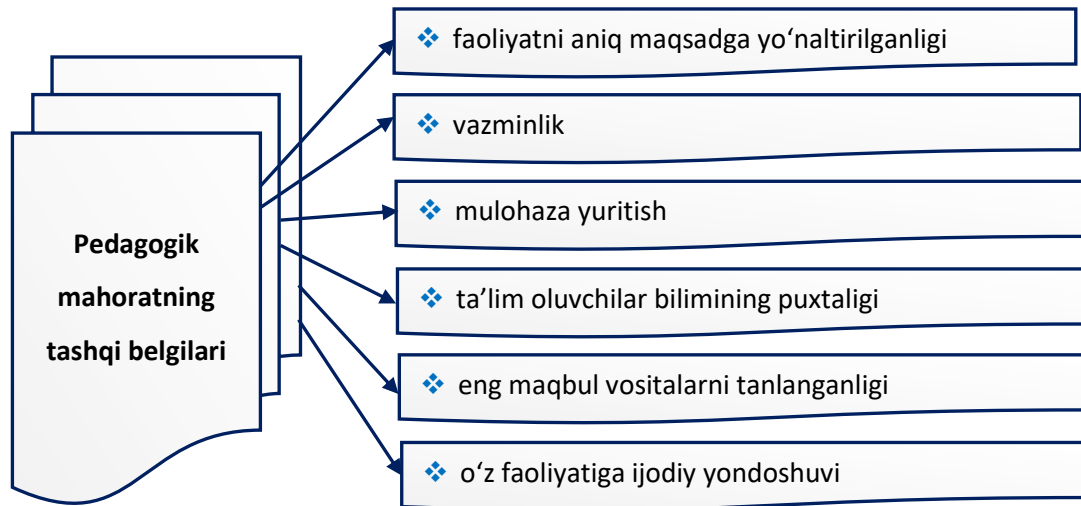 faoliyatni aniq maqsadga yo‘naltirilganligi
vazminlik
mulohaza yuritish
ta’lim oluvchilar bilimining puxtaligi
eng maqbul vositalarni tanlanganligi
o‘z faoliyatiga ijodiy yondoshuvi
Pedagogik
mahoratning
tashqi belgilari